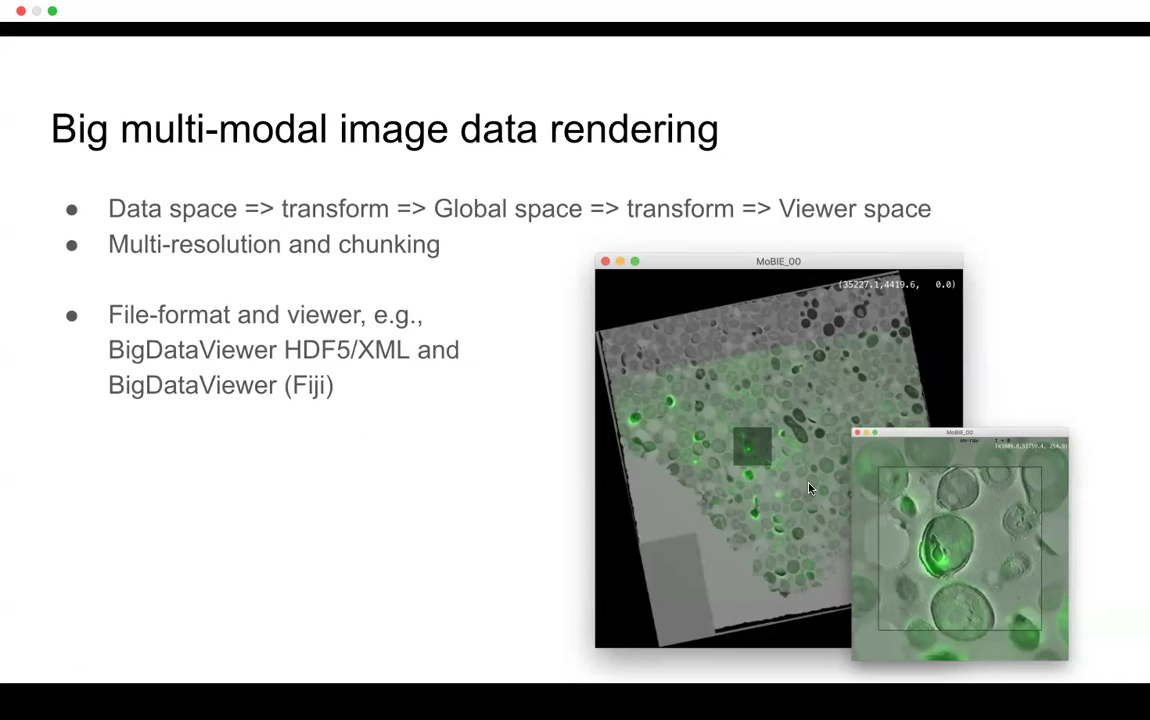 Big multi-modal image data rendering
● Data space => transform => Global space => transform => Viewer space
● Multi-resolution and chunking
● File-format and viewer, e.g.,
BigDataViewer HDF5/XML and
BigDataViewer (Fiji)
MoBIE_00
(35227.1,4419.6, 0.0)
MoBIE_00